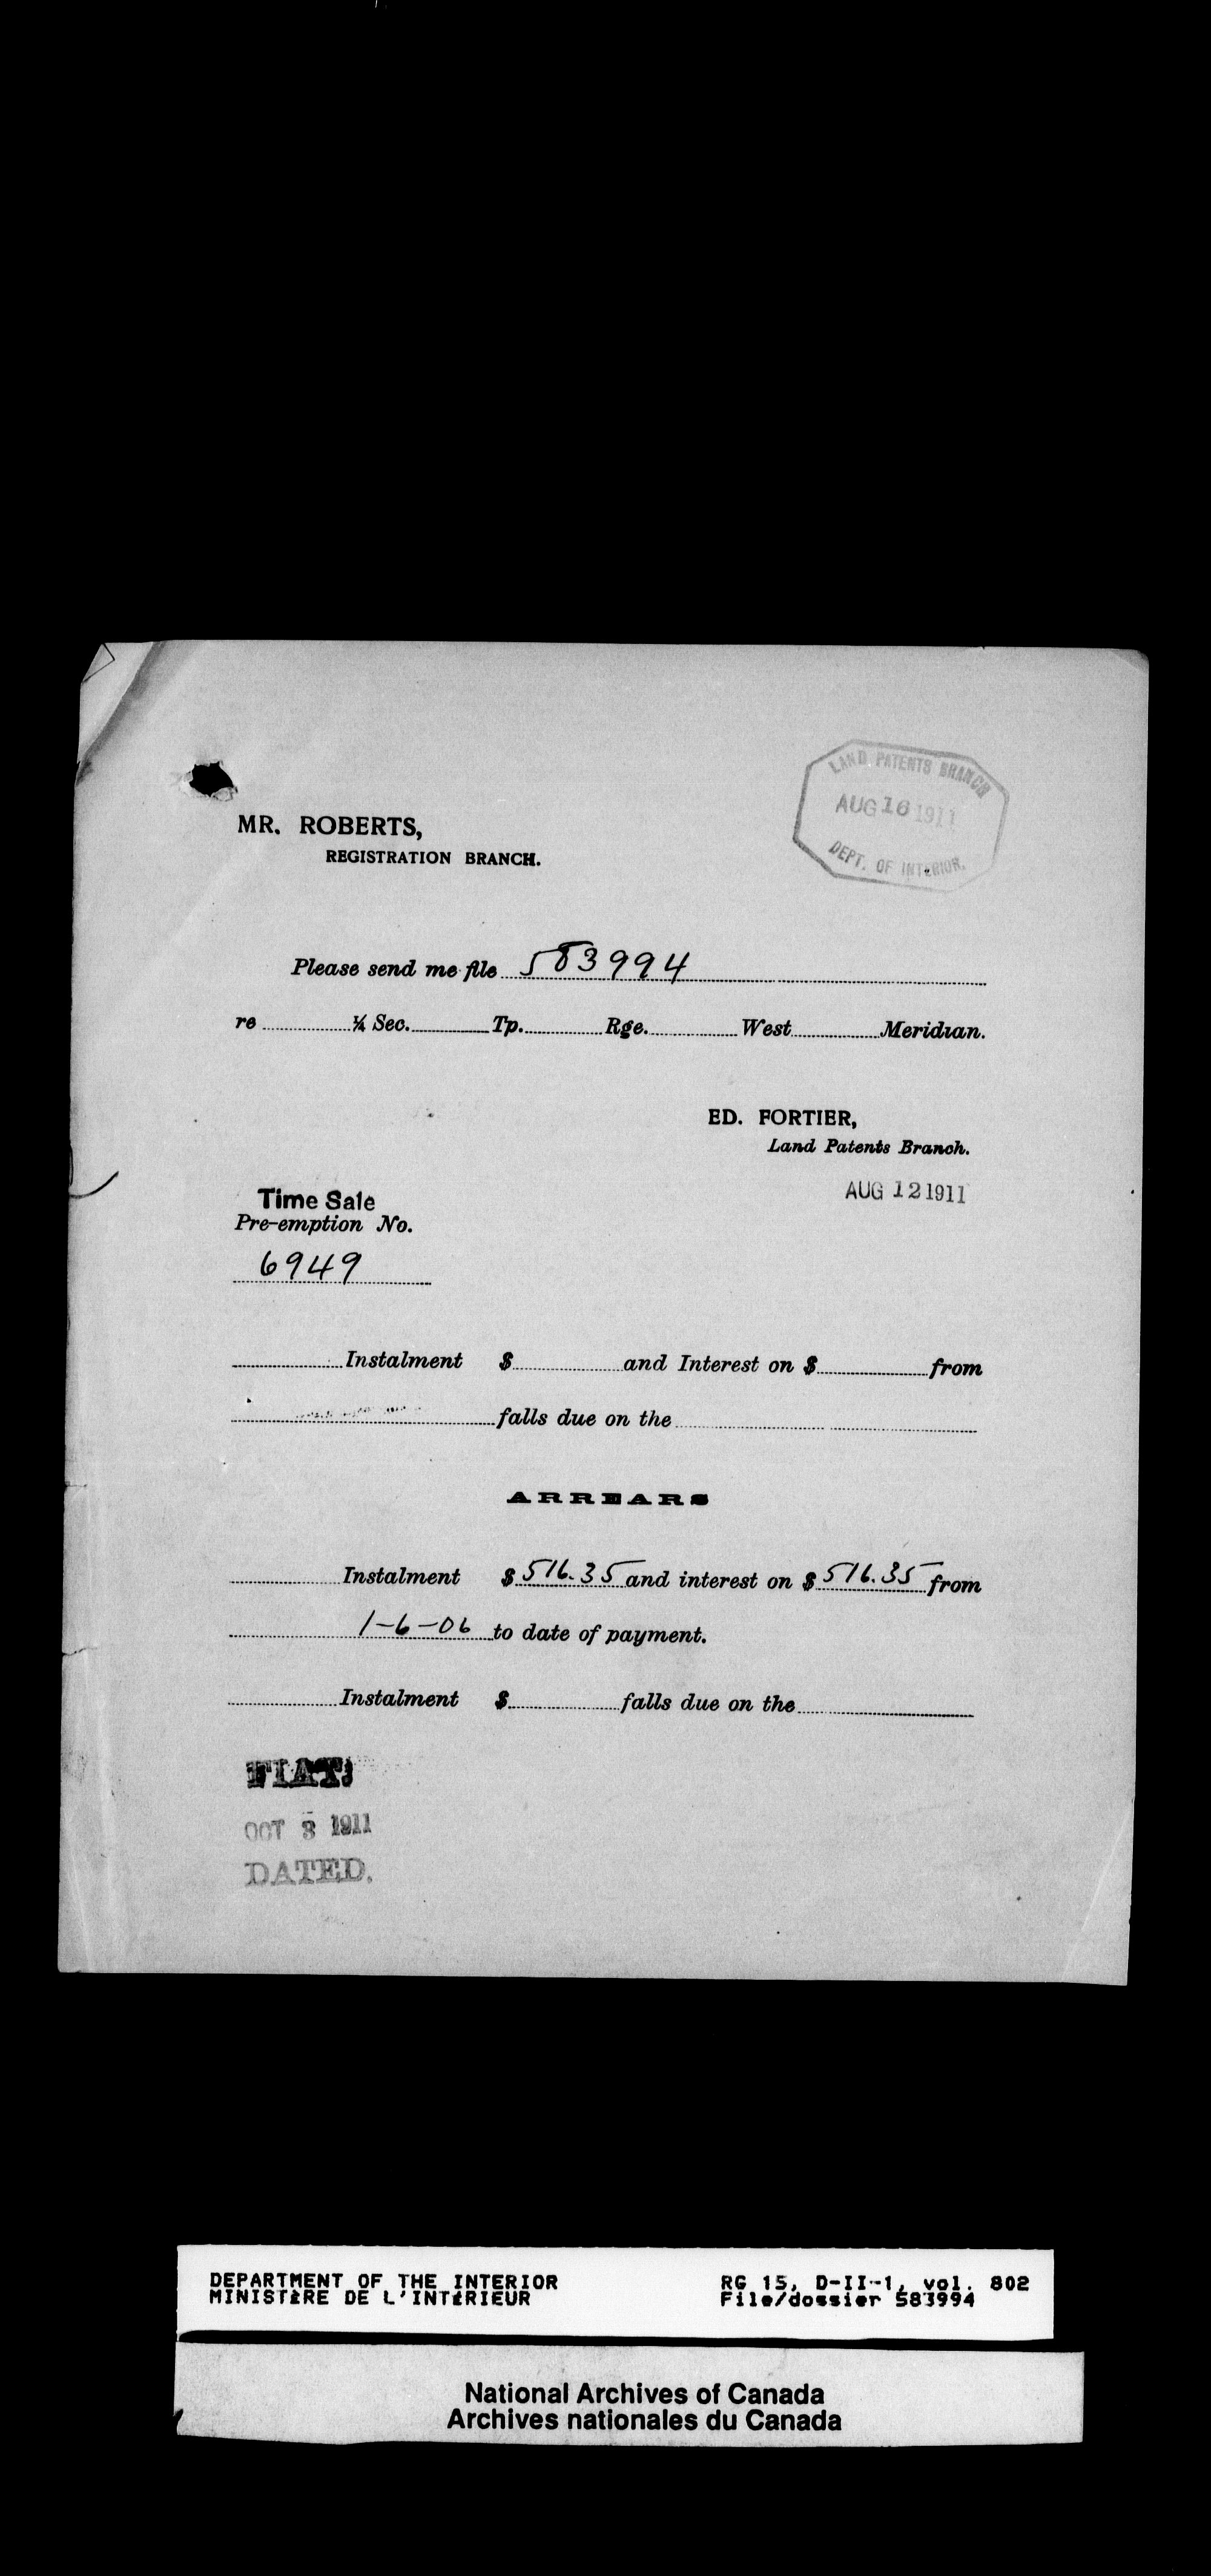 LAND PATENTS BRANCH
AUG 16 1911
DEPT. OF INTERIOR.
MR. ROBERTS,
REGISTRATION BRANCH.
Please send me file 583994
re ¼ Sec. Tp. Rge. West Meridian.
ED. FORTIER,
Land Patents Branch.
AUG 12 1911
Time Sale
Pre-emption No.
6949
Instalment $ and Interest on $ from
falls due on the
ARREARS
Instalment $ 516.35 and interest on $ 516.35 from
1-6-06 to date of payment.
Instalment $ falls due on the
FIAT
OCT 3 1911
DATED.
DEPARTMENT OF THE INTERIOR
MINISTÈRE DE L'INTÉRIEUR
RG 15, D-II-1, vol. 802
File/dossier 583994
National Archives of Canada
Archives nationales du Canada